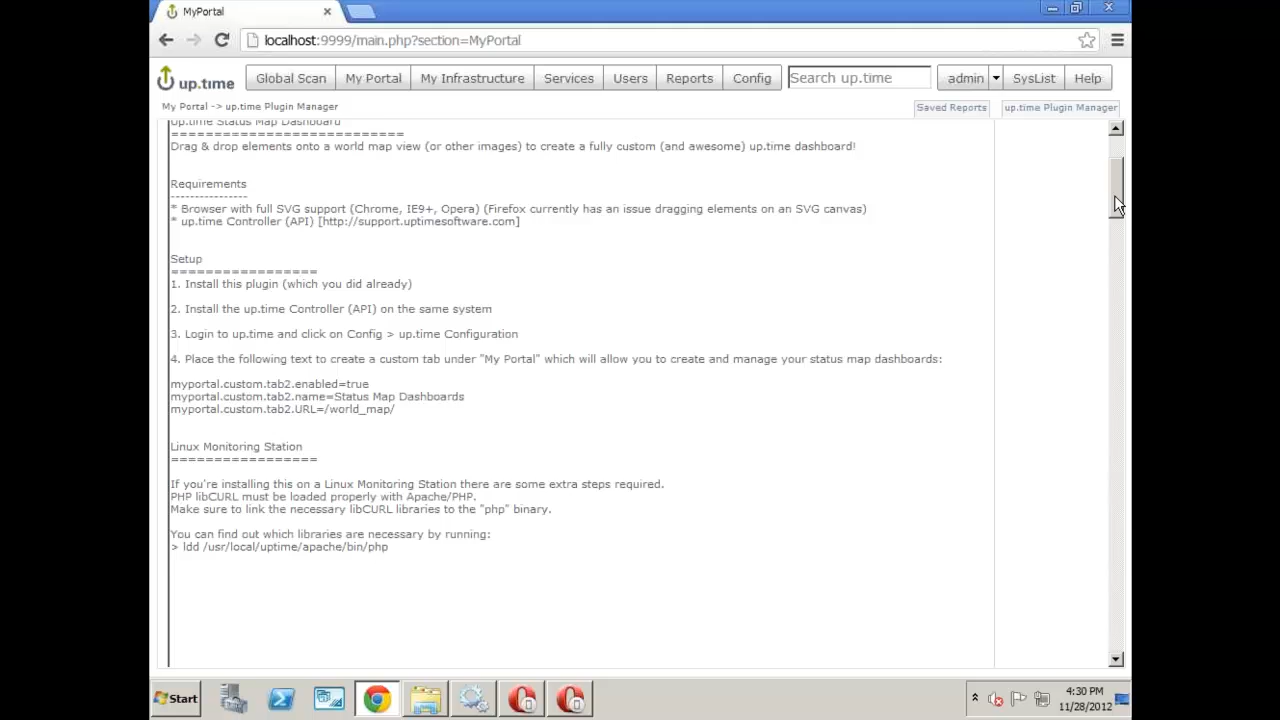 MyPortal
localhost:9999/main.php?section=MyPortal
up.time
Global Scan
My Portal
My Infrastructure
Services
Users
Reports
Config
Search up.time
admin
SysList
Help
My Portal -> up.time Plugin Manager
Saved Reports
up.time Plugin Manager
Up.time Status Map Dashboard
==========================
Drag & drop elements onto a world map view (or other images) to create a fully custom (and awesome) up.time dashboard!
Requirements
----------------
* Browser with full SVG support (Chrome, IE9+, Opera) (Firefox currently has an issue dragging elements on an SVG canvas)
* up.time Controller (API) [http://support.uptimesoftware.com]
Setup
=================
1. Install this plugin (which you did already)
2. Install the up.time Controller (API) on the same system
3. Login to up.time and click on Config > up.time Configuration
4. Place the following text to create a custom tab under "My Portal" which will allow you to create and manage your status map dashboards:
myportal.custom.tab2.enabled=true
myportal.custom.tab2.name=Status Map Dashboards
myportal.custom.tab2.URL=/world_map/
Linux Monitoring Station
=================
If you're installing this on a Linux Monitoring Station there are some extra steps required.
PHP libCURL must be loaded properly with Apache/PHP.
Make sure to link the necessary libCURL libraries to the "php" binary.
You can find out which libraries are necessary by running:
> ldd /usr/local/uptime/apache/bin/php
Start
4:30 PM
11/28/2012